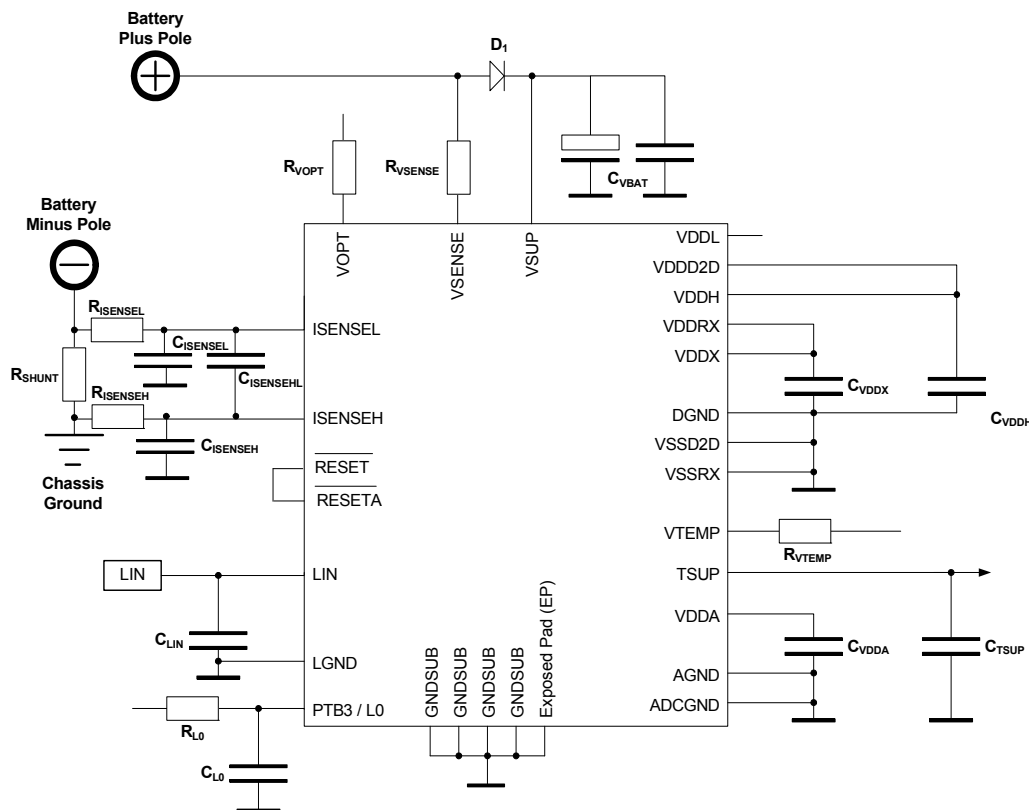 Battery
Plus Pole
D1
RVOPT
RVSENSE
CVBAT
Battery
Minus Pole
VOPT
VSENSE
VSUP
VDDL
VDDD2D
VDDH
VDDRX
VDDX
DGND
VSSD2D
VSSRX
VTEMP
TSUP
VDDA
AGND
ADCGND
RISENSEL
ISENSEL
CISENSEL
RSHUNT
CISENSEHL
RISENSEH
ISENSEH
CISENSEH
Chassis
Ground
RESET
RESETA
CVDDX
CVDDH
RVTEMP
LIN
LIN
CLIN
LGND
PTB3 / L0
RL0
CL0
GNDSUB
GNDSUB
GNDSUB
GNDSUB
Exposed Pad (EP)
CVDDA
CTSUP